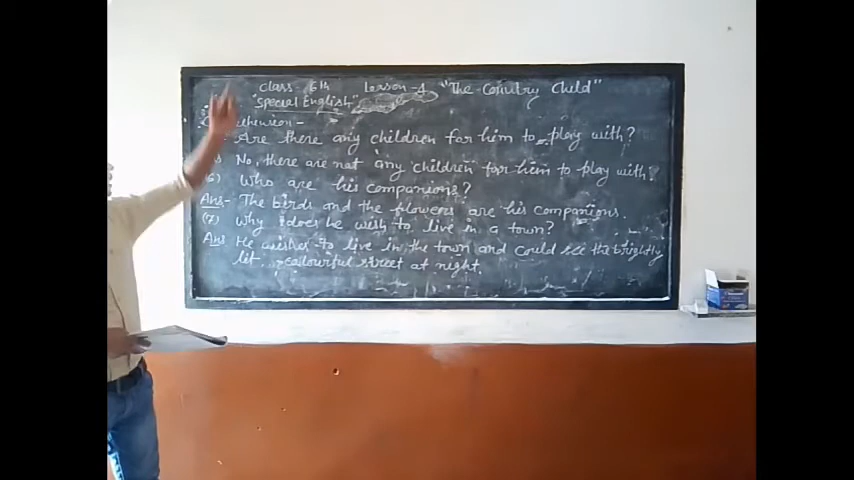 Class - 6th Lesson - 4 "The Country Child"
"Special English"
Are there any children for him to play with?
No, there are not any children for him to play with.
Who are his companions?
Ans:- The birds and the flowers are his companions.
(7) Why does he wish to live in a town?
Ans He wishes to live in the town and could see the brightly
lit colourful street at night